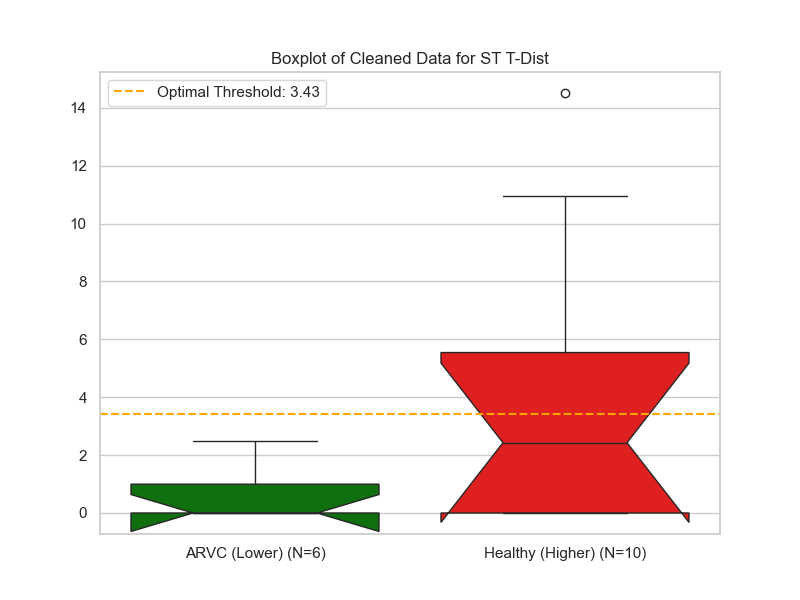 Boxplot of Cleaned Data for ST T-Dist
Optimal Threshold: 3.43
14
12
10
8
6
4
2
0
ARVC (Lower) (N=6)
Healthy (Higher) (N=10)